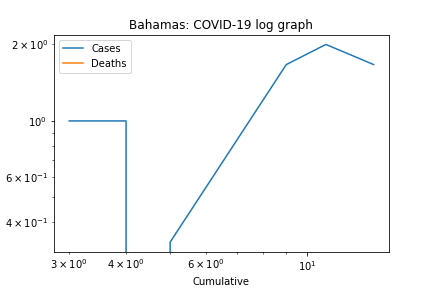 Bahamas: COVID-19 log graph
2 × 10⁰
Cases
Deaths
10⁰
6 × 10⁻¹
4 × 10⁻¹
3 × 10⁰ 4 × 10⁰ 6 × 10⁰ 10¹
Cumulative